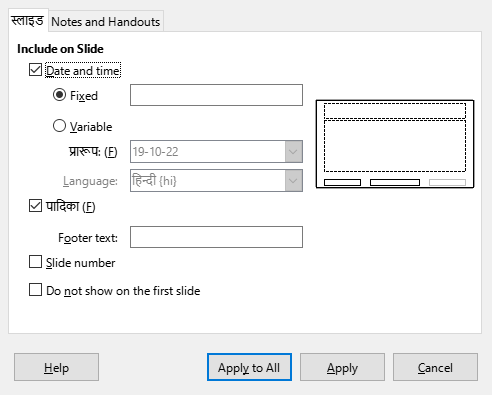 स्लाइड Notes and Handouts
Include on Slide
Date and time
Fixed
Variable
प्रारूप: (F) 19-10-22
Language: हिन्दी {hi}
पादिका (F)
Footer text:
Slide number
Do not show on the first slide
Help Apply to All Apply Cancel